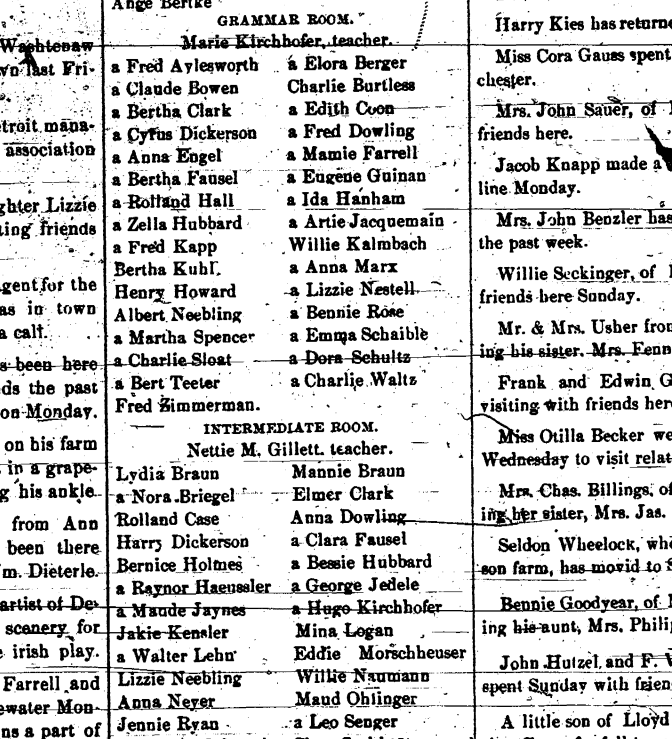 Washtenaw
last Fri-
etroit mana-
association
ghter Lizzie
ting friends
gent for the
as in town
a call.
s been here
ds the past
on Monday.
on his farm
in a grape-
g his ankle.
from Ann
been there
m. Dieterle.
artist of De-
scenery for
irish play.
Farrell and
ewater Mon-
ns a part of
Ange Bertke
GRAMMAR ROOM.
Marie Kirchhofer, teacher.
a Fred Aylesworth a Elora Berger
a Claude Bowen Charlie Burtless
a Bertha Clark a Edith Coon
a Cyrus Dickerson a Fred Dowling
a Anna Engel a Mamie Farrell
a Bertha Fausel a Eugene Guinan
a Rolland Hall a Ida Hanham
a Zella Hubbard a Artie Jacquemain
a Fred Kapp Willie Kalmbach
Bertha Kuhl. a Anna Marx
Henry Howard a Lizzie Nestell
Albert Neebling a Bennie Rose
a Martha Spencer a Emma Schaible
a Charlie Sloat a Dora Schultz
a Bert Teeter a Charlie Waltz
Fred Zimmerman.
INTERMEDIATE ROOM.
Nettie M. Gillett. teacher.
Lydia Braun Mannie Braun
a Nora Briegel Elmer Clark
Rolland Case Anna Dowling
Harry Dickerson a Clara Fausel
Bernice Holmes a Bessie Hubbard
a Raynor Haeussler a George Jedele
a Maude Jaynes a Hugo Kirchhofer
Jakie Kensler Mina Logan
a Walter Lehn Eddie Morschheuser
Lizzie Neebling Willie Naumann
Anna Neyer Maud Ohlinger
Jennie Ryan a Leo Senger
Harry Kies has returne
Miss Cora Gauss spent
chester.
Mrs. John Sauer, of
friends here.
Jacob Knapp made a
line Monday.
Mrs. John Benzler has
the past week.
Willie Seckinger, of
friends here Sunday.
Mr. & Mrs. Usher from
ing his sister. Mrs. Fenn
Frank and Edwin G
visiting with friends here
Miss Otilla Becker we
Wednesday to visit relat
Mrs. Chas. Billings, of
ing her sister, Mrs. Jas.
Seldon Wheelock, who
son farm, has movid to S
Bennie Goodyear, of
ing his aunt, Mrs. Philip
John Hutzel and F. W
spent Sunday with frien
A little son of Lloyd